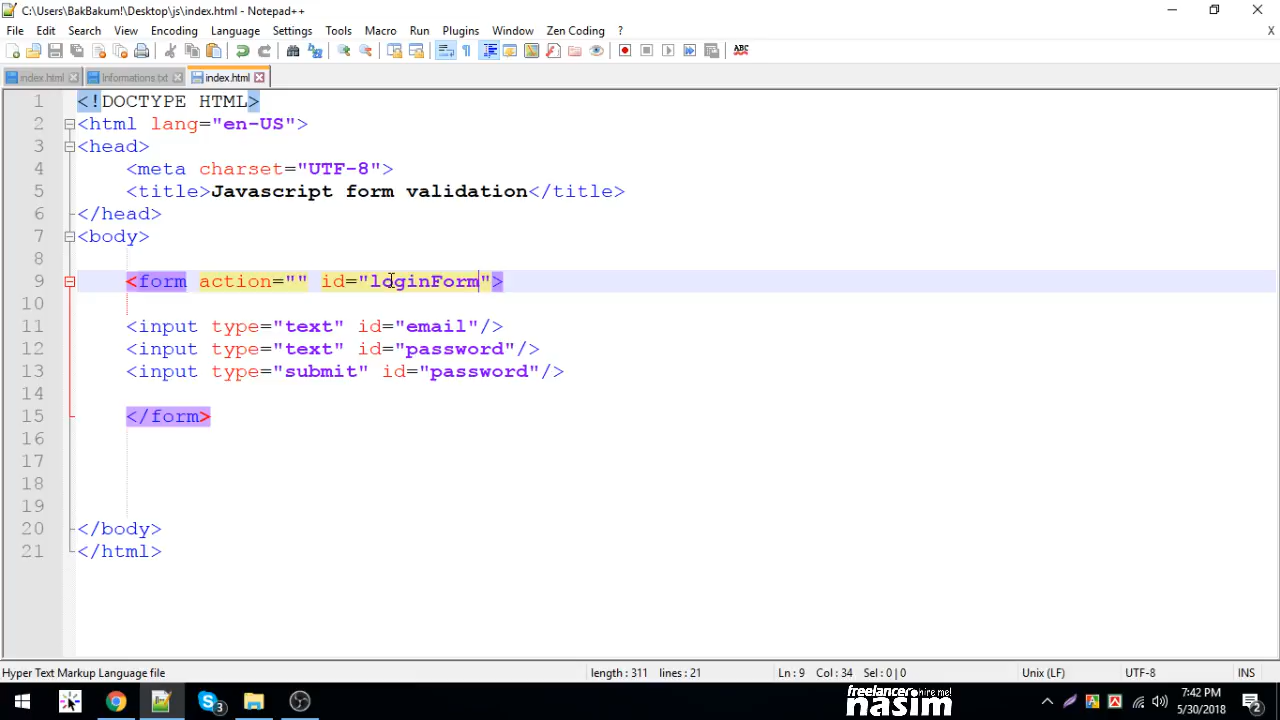 C:\Users\BakBakum!\Desktop\js\index.html - Notepad++
File Edit Search View Encoding Language Settings Tools Macro Run Plugins Window Zen Coding ? X
ABC
index.html Informations.txt index.html
1 <!DOCTYPE HTML>
2 <html lang="en-US">
3 <head>
4 <meta charset="UTF-8">
5 <title>Javascript form validation</title>
6 </head>
7 <body>
8
9 <form action="" id="loginForm">
10
11 <input type="text" id="email"/>
12 <input type="text" id="password"/>
13 <input type="submit" id="password"/>
14
15 </form>
16
17
18
19
20 </body>
21 </html>
Hyper Text Markup Language file length : 311 lines : 21 Ln : 9 Col : 34 Sel : 0 | 0 Unix (LF) UTF-8 INS
freelancer hire me!
nasim
3
7:42 PM
5/30/2018
2